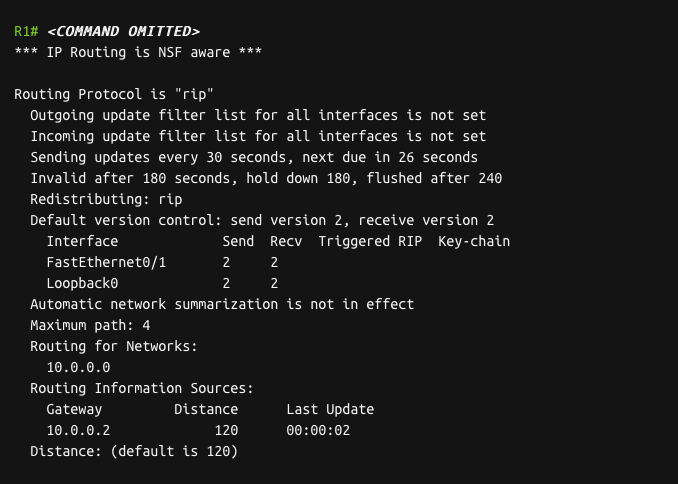 R1# <COMMAND OMITTED>
*** IP Routing is NSF aware ***

Routing Protocol is "rip"
  Outgoing update filter list for all interfaces is not set
  Incoming update filter list for all interfaces is not set
  Sending updates every 30 seconds, next due in 26 seconds
  Invalid after 180 seconds, hold down 180, flushed after 240
  Redistributing: rip
  Default version control: send version 2, receive version 2
    Interface             Send  Recv  Triggered RIP  Key-chain
    FastEthernet0/1       2     2
    Loopback0             2     2
  Automatic network summarization is not in effect
  Maximum path: 4
  Routing for Networks:
    10.0.0.0
  Routing Information Sources:
    Gateway        Distance      Last Update
    10.0.0.2            120      00:00:02
  Distance: (default is 120)